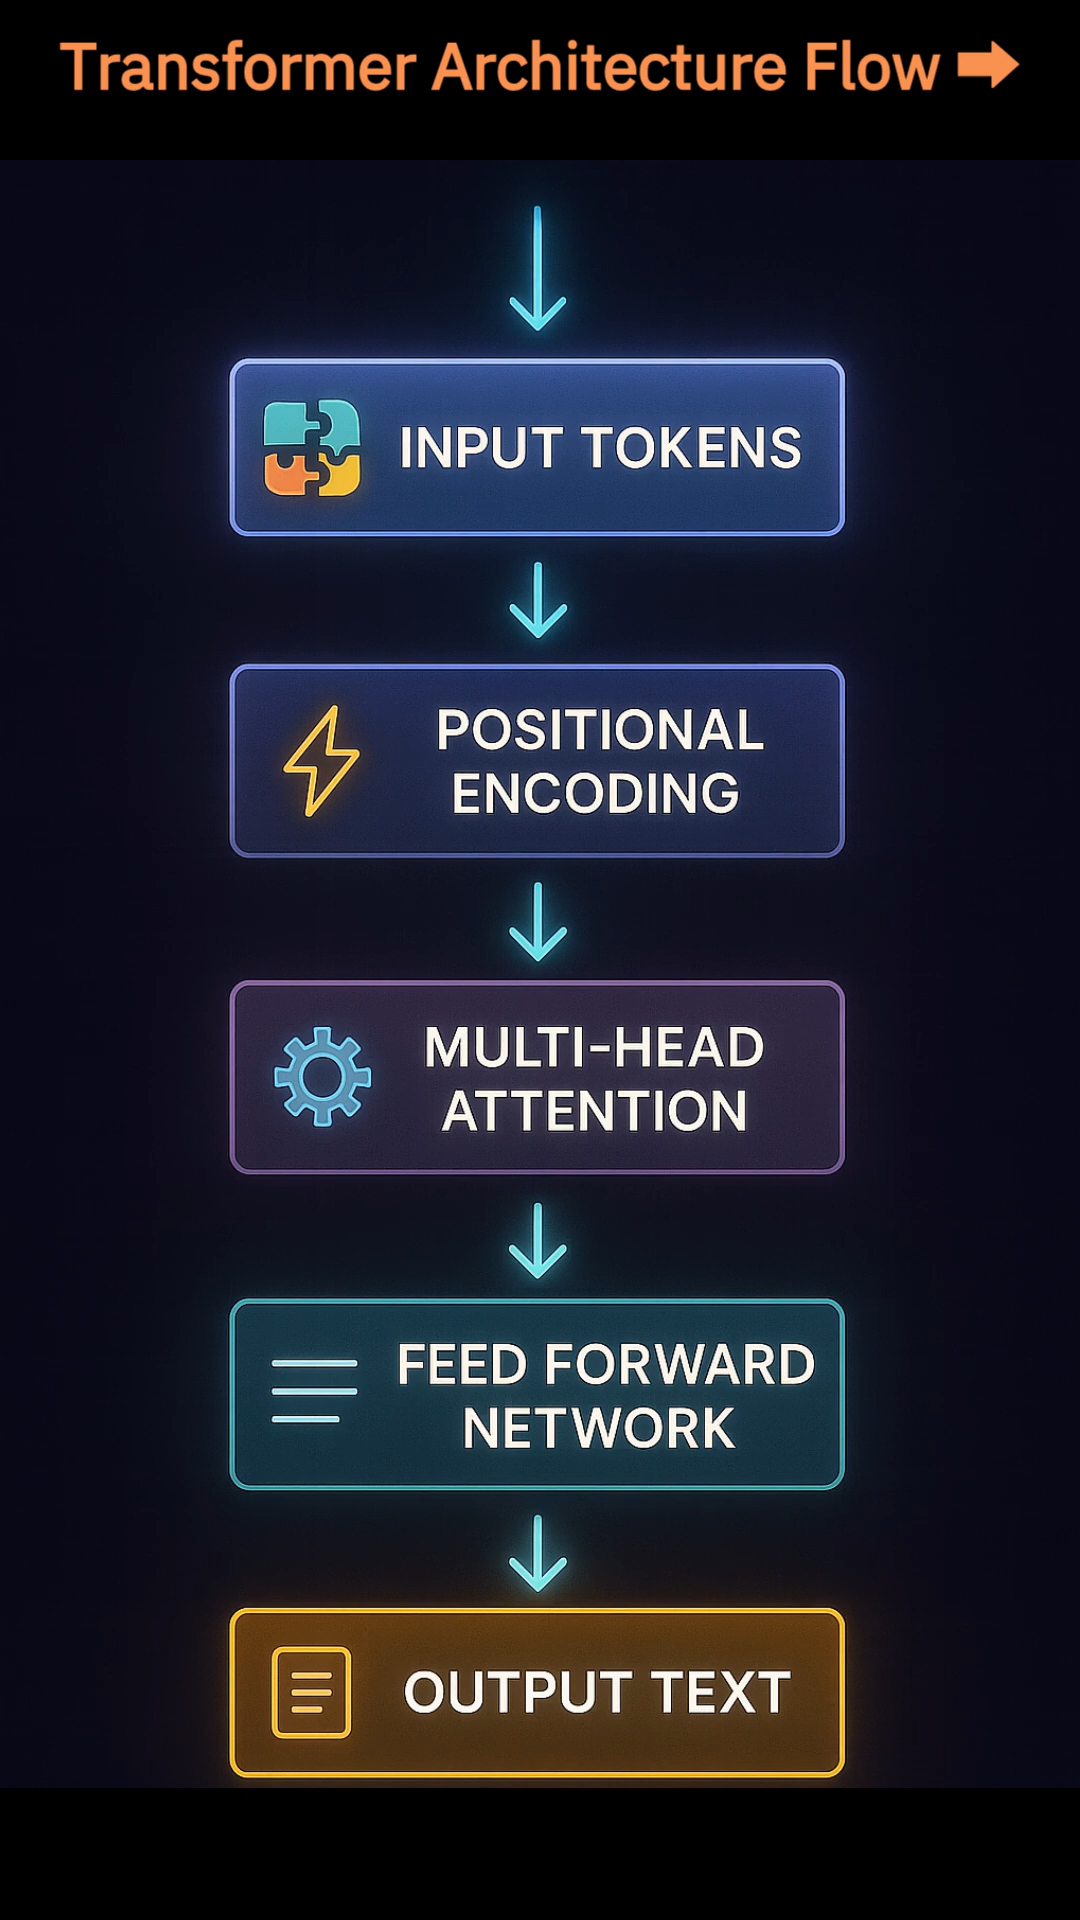 Transformer Architecture Flow ➡
INPUT TOKENS
POSITIONAL
ENCODING
MULTI-HEAD
ATTENTION
FEED FORWARD
NETWORK
OUTPUT TEXT